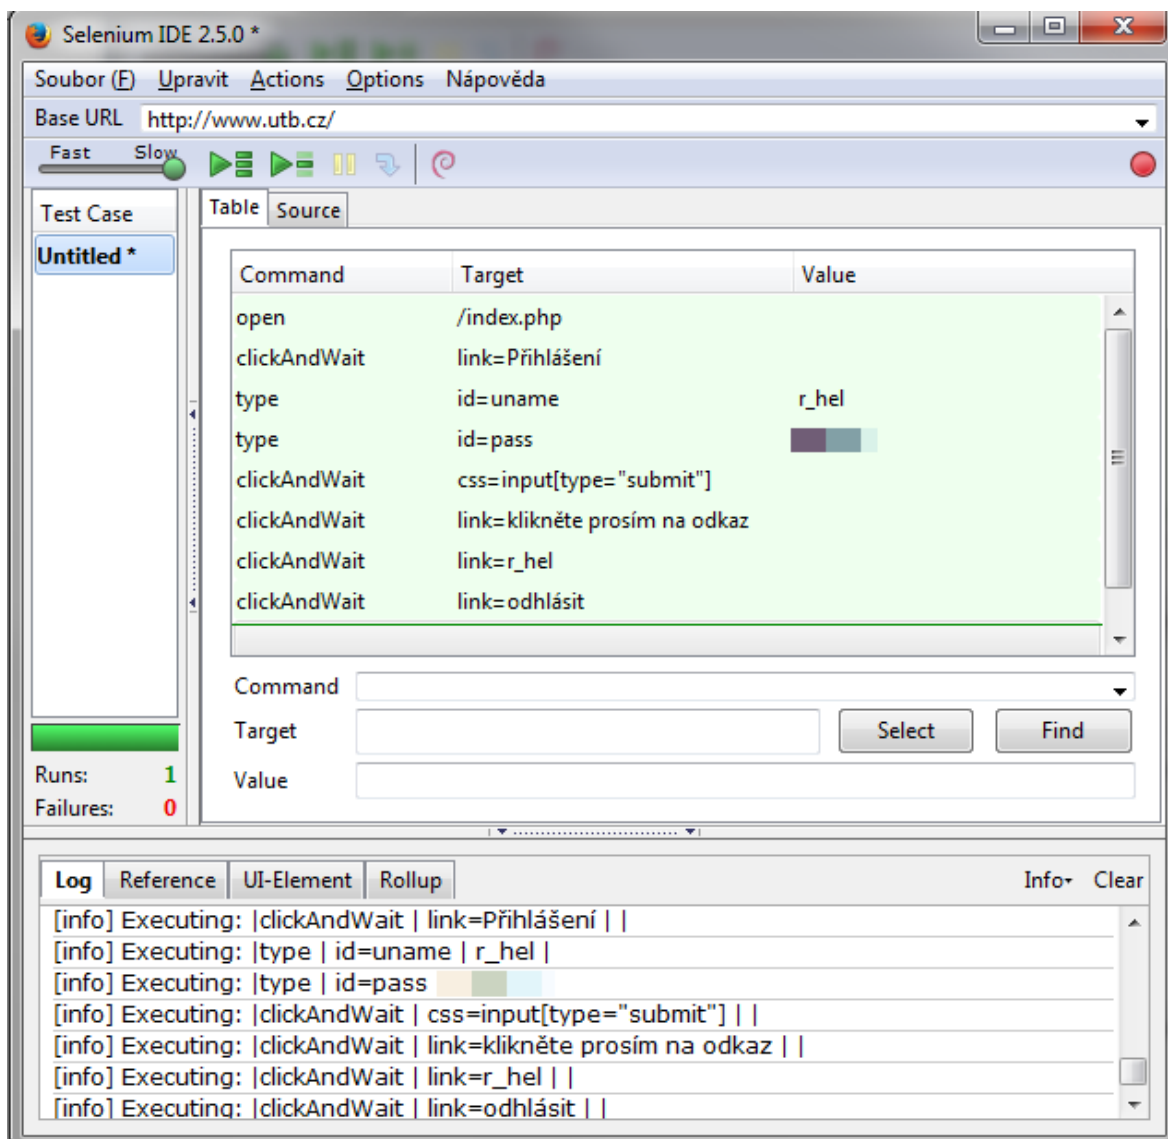 Selenium IDE 2.5.0 *
Soubor (F) Upravit Actions Options Nápověda
Base URL http://www.utb.cz/
Fast Slow
Test Case
Untitled *
Table Source
Command Target Value
open /index.php
clickAndWait link=Přihlášení
type id=uname r_hel
type id=pass
clickAndWait css=input[type="submit"]
clickAndWait link=klikněte prosím na odkaz
clickAndWait link=r_hel
clickAndWait link=odhlásit
Command
Target Select Find
Value
Runs: 1
Failures: 0
Log Reference UI-Element Rollup Info Clear
[info] Executing: |clickAndWait | link=Přihlášení | |
[info] Executing: |type | id=uname | r_hel |
[info] Executing: |type | id=pass
[info] Executing: |clickAndWait | css=input[type="submit"] | |
[info] Executing: |clickAndWait | link=klikněte prosím na odkaz | |
[info] Executing: |clickAndWait | link=r_hel | |
[info] Executing: |clickAndWait | link=odhlásit | |